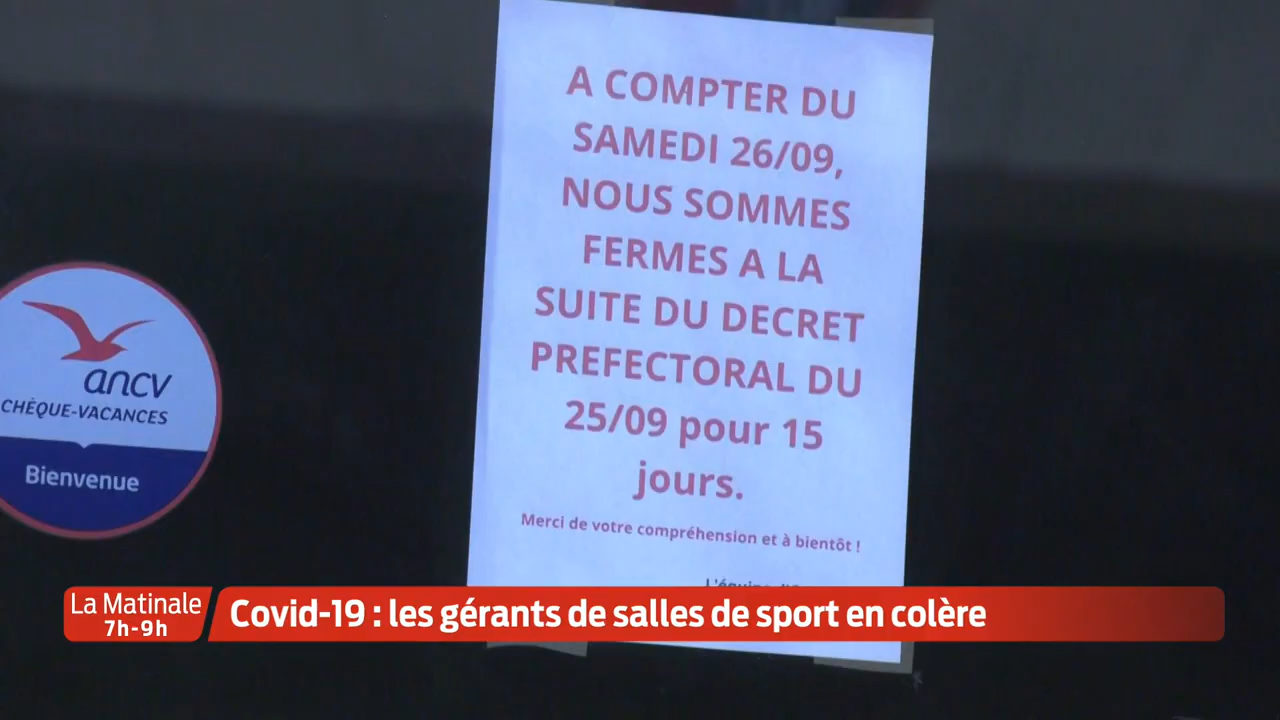 A COMPTER DU
SAMEDI 26/09,
NOUS SOMMES
FERMES A LA
SUITE DU DECRET
PREFECTORAL DU
25/09 pour 15
jours.
Merci de votre compréhension et à bientôt !
ancv
CHÈQUE-VACANCES
Bienvenue
La Matinale
7h-9h
Covid-19 : les gérants de salles de sport en colère